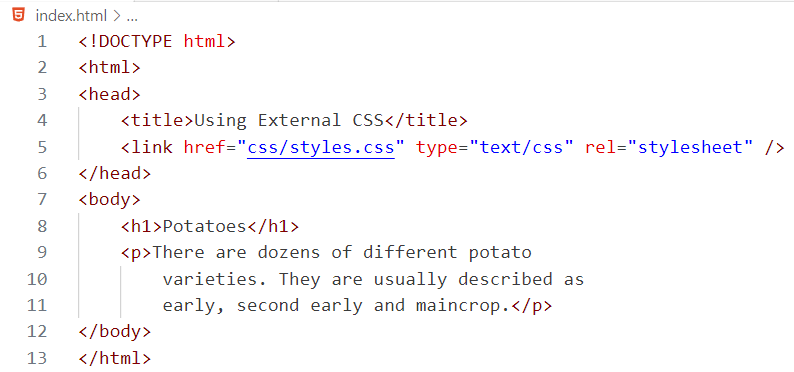 index.html > ...
1 <!DOCTYPE html>
2 <html>
3 <head>
4 <title>Using External CSS</title>
5 <link href="css/styles.css" type="text/css" rel="stylesheet" />
6 </head>
7 <body>
8 <h1>Potatoes</h1>
9 <p>There are dozens of different potato
10 varieties. They are usually described as
11 early, second early and maincrop.</p>
12 </body>
13 </html>